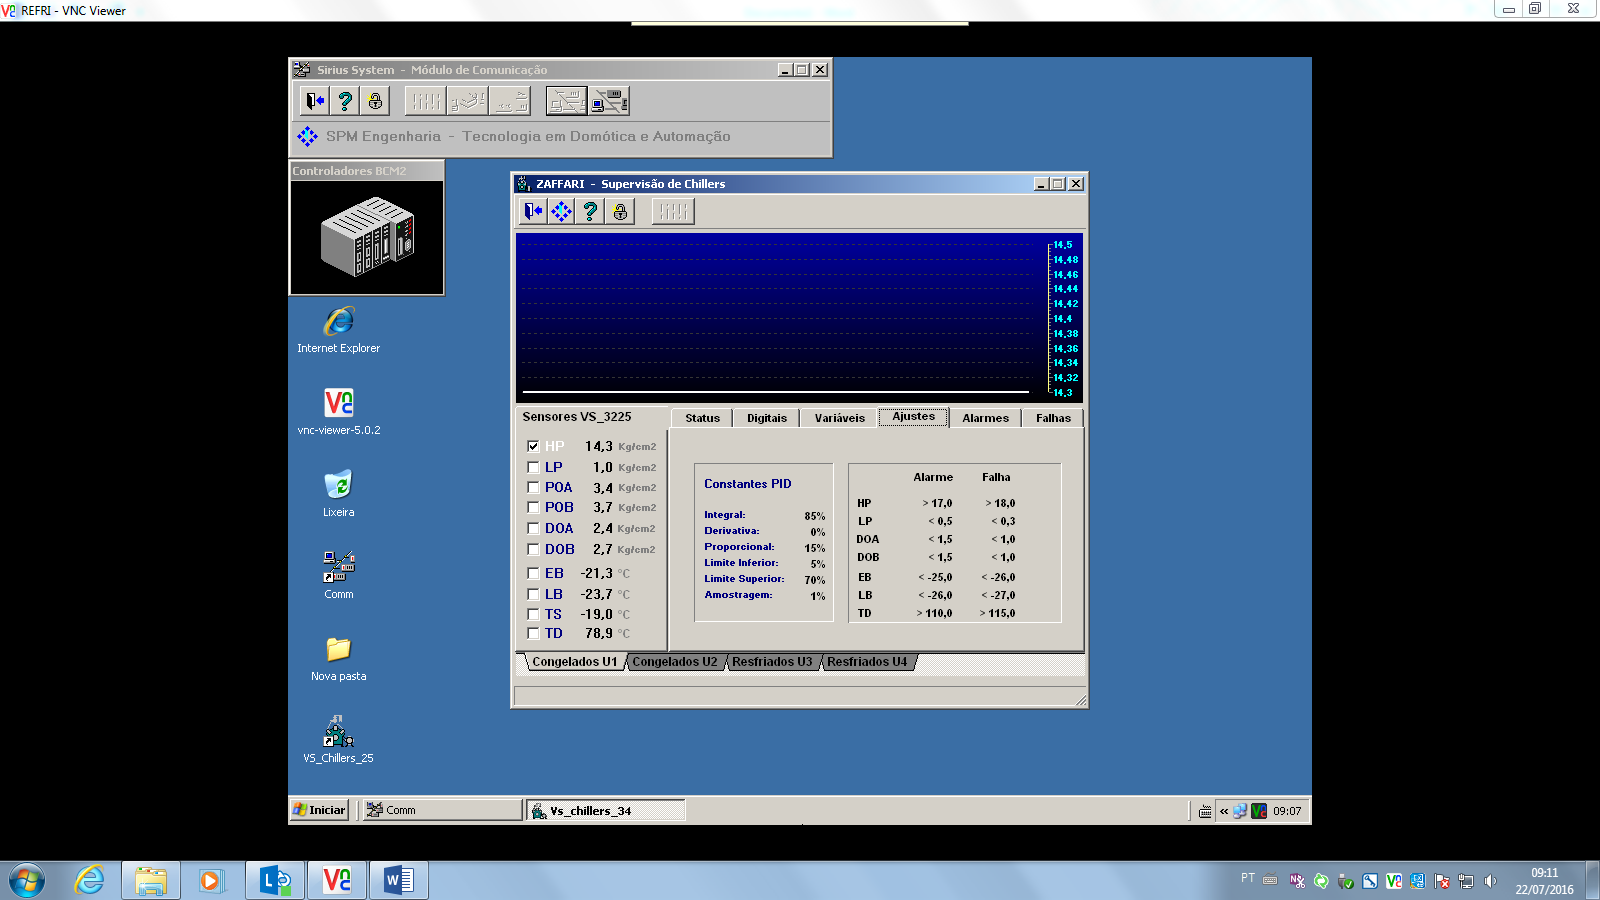 REFRI - VNC Viewer
Sirius System - Módulo de Comunicação
SPM Engenharia - Tecnologia em Domótica e Automação
Controladores BCM2
Internet Explorer
vnc-viewer-5.0.2
Lixeira
Comm
Nova pasta
VS_Chillers_25
ZAFFARI - Supervisão de Chillers
14,5
14,48
14,46
14,44
14,42
14,4
14,38
14,36
14,34
14,32
14,3
Sensores VS_3225
HP 14,3 Kg/cm2
LP 1,0 Kg/cm2
POA 3,4 Kg/cm2
POB 3,7 Kg/cm2
DOA 2,4 Kg/cm2
DOB 2,7 Kg/cm2
EB -21,3 °C
LB -23,7 °C
TS -19,0 °C
TD 78,9 °C
Status Digitais Variáveis Ajustes Alarmes Falhas
Constantes PID
Integral: 85%
Derivativa: 0%
Proporcional: 15%
Limite Inferior: 5%
Limite Superior: 70%
Amostragem: 1%
Alarme Falha
HP > 17,0 > 18,0
LP < 0,5 < 0,3
DOA < 1,5 < 1,0
DOB < 1,5 < 1,0
EB < -25,0 < -26,0
LB < -26,0 < -27,0
TD > 110,0 > 115,0
Congelados U1 Congelados U2 Resfriados U3 Resfriados U4
Iniciar Comm Vs_chillers_34 « 09:07
PT 09:11
22/07/2016